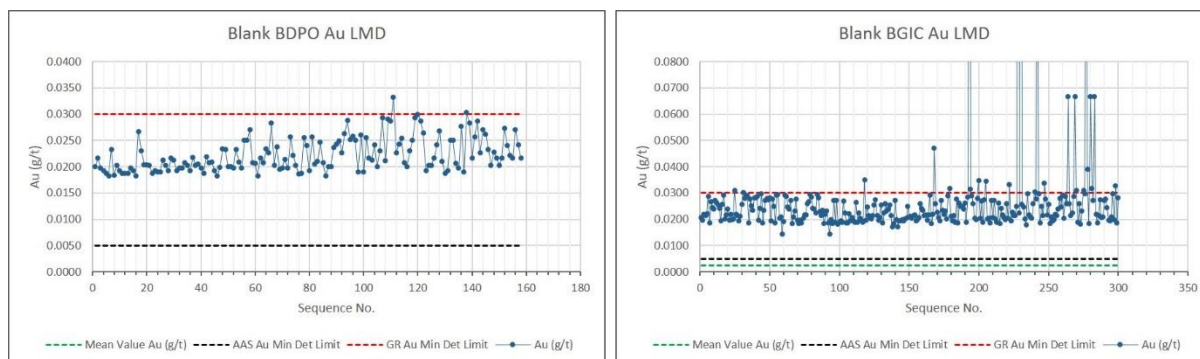 Blank BDPO Au LMD
Au (g/t)
0.0400
0.0350
0.0300
0.0250
0.0200
0.0150
0.0100
0.0050
0.0000
0 20 40 60 80 100 120 140 160 180
Sequence No.
Mean Value Au (g/t) AAS Au Min Det Limit GR Au Min Det Limit Au (g/t)
Blank BGIC Au LMD
Au (g/t)
0.0800
0.0700
0.0600
0.0500
0.0400
0.0300
0.0200
0.0100
0.0000
0 50 100 150 200 250 300 350
Sequence No.
Mean Value Au (g/t) AAS Au Min Det Limit GR Au Min Det Limit Au (g/t)